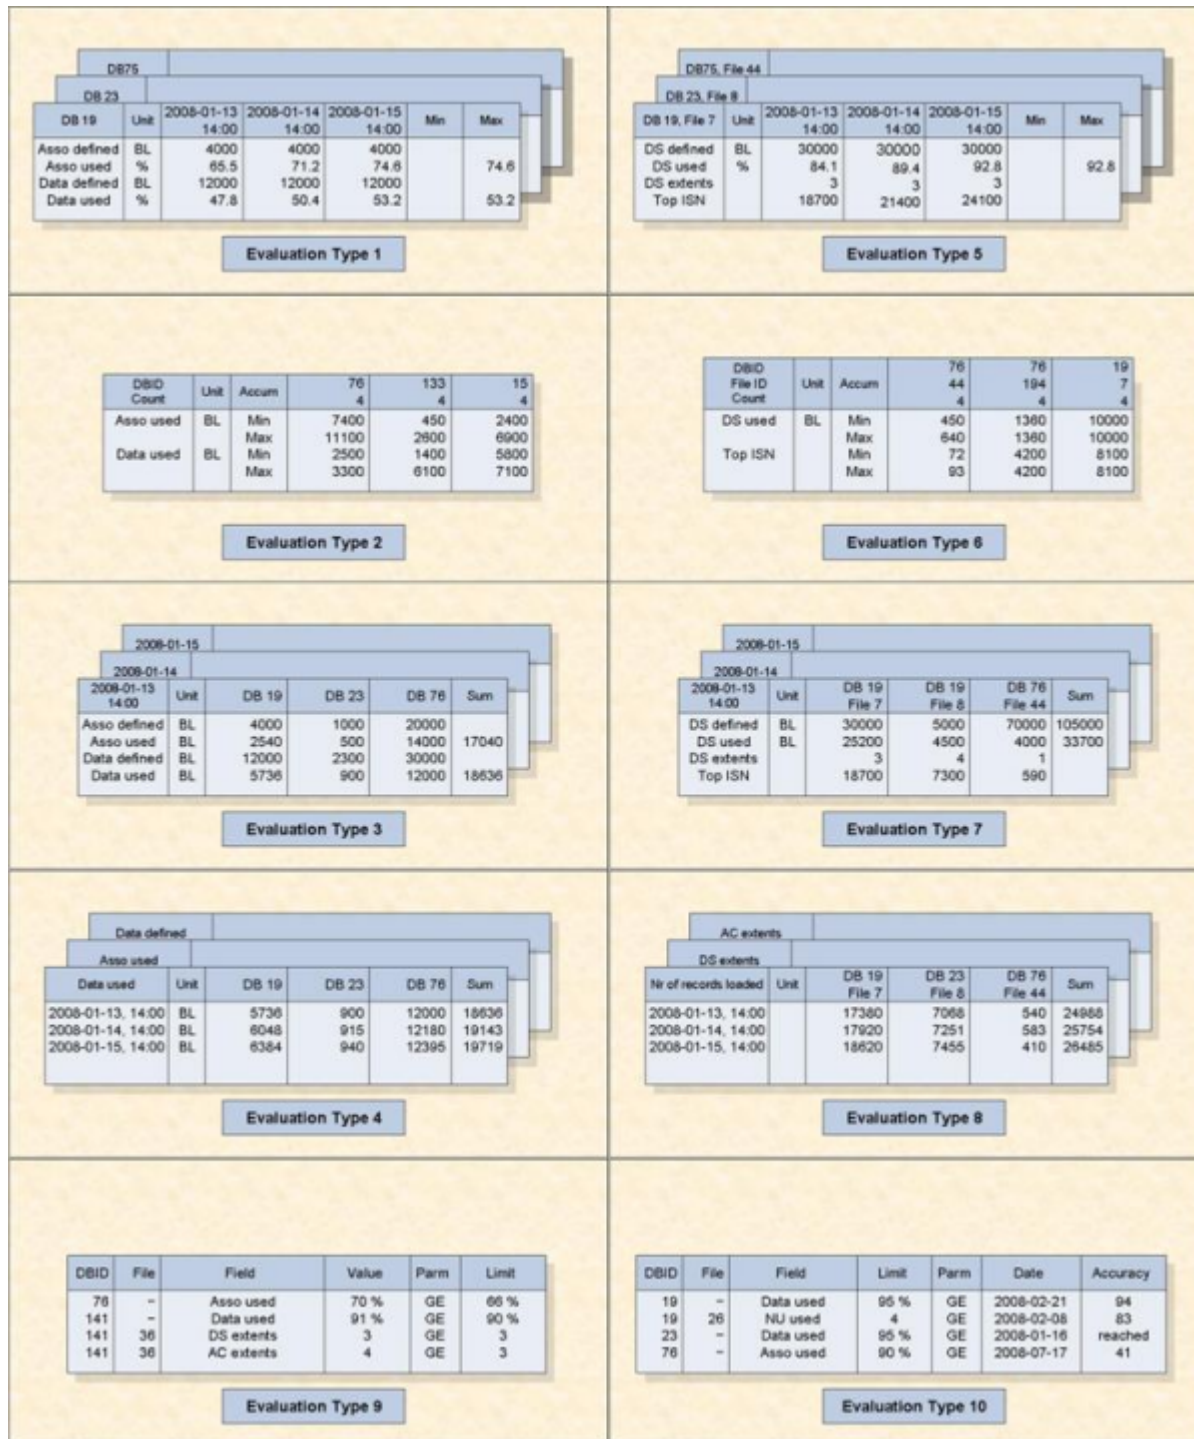 DB75
DB 23
DB 19 Unit 2008-01-13 14:00 2008-01-14 14:00 2008-01-15 14:00 Min Max
Asso defined BL 4000 4000 4000
Asso used % 65.5 71.2 74.6 74.6
Data defined BL 12000 12000 12000
Data used % 47.8 50.4 53.2 53.2
Evaluation Type 1
DB75, File 44
DB 23, File 8
DB 19, File 7 Unit 2008-01-13 14:00 2008-01-14 14:00 2008-01-15 14:00 Min Max
DS defined BL 30000 30000 30000
DS used % 84.1 89.4 92.8 92.8
DS extents 3 3 3
Top ISN 18700 21400 24100
Evaluation Type 5
DBID Count Unit Accum 76 4 133 4 15 4
Asso used BL Min 7400 450 2400
Max 11100 2600 6900
Data used BL Min 2500 1400 5800
Max 3300 6100 7100
Evaluation Type 2
DBID File ID Count Unit Accum 76 44 4 76 194 4 19 7 4
DS used BL Min 450 1360 10000
Max 640 1360 10000
Top ISN Min 72 4200 8100
Max 93 4200 8100
Evaluation Type 6
2008-01-15
2008-01-14
2008-01-13 14:00 Unit DB 19 DB 23 DB 76 Sum
Asso defined BL 4000 1000 20000
Asso used BL 2540 500 14000 17040
Data defined BL 12000 2300 30000
Data used BL 5736 900 12000 18636
Evaluation Type 3
2008-01-15
2008-01-14
2008-01-13 14:00 Unit DB 19 File 7 DB 19 File 8 DB 76 File 44 Sum
DS defined BL 30000 5000 70000 105000
DS used BL 25200 4500 4000 33700
DS extents 3 4 1
Top ISN 18700 7300 590
Evaluation Type 7
Data defined
Asso used
Data used Unit DB 19 DB 23 DB 76 Sum
2008-01-13, 14:00 BL 5736 900 12000 18636
2008-01-14, 14:00 BL 6048 915 12180 19143
2008-01-15, 14:00 BL 6384 940 12395 19719
Evaluation Type 4
AC extents
DS extents
Nr of records loaded Unit DB 19 File 7 DB 23 File 8 DB 76 File 44 Sum
2008-01-13, 14:00 17380 7068 540 24988
2008-01-14, 14:00 17920 7251 583 25754
2008-01-15, 14:00 18620 7455 410 26485
Evaluation Type 8
DBID File Field Value Parm Limit
76 – Asso used 70 % GE 66 %
141 – Data used 91 % GE 90 %
141 36 DS extents 3 GE 3
141 36 AC extents 4 GE 3
Evaluation Type 9
DBID File Field Limit Parm Date Accuracy
19 – Data used 95 % GE 2008-02-21 94
19 26 NU used 4 GE 2008-02-08 83
23 – Data used 95 % GE 2008-01-16 reached
76 – Asso used 90 % GE 2008-07-17 41
Evaluation Type 10